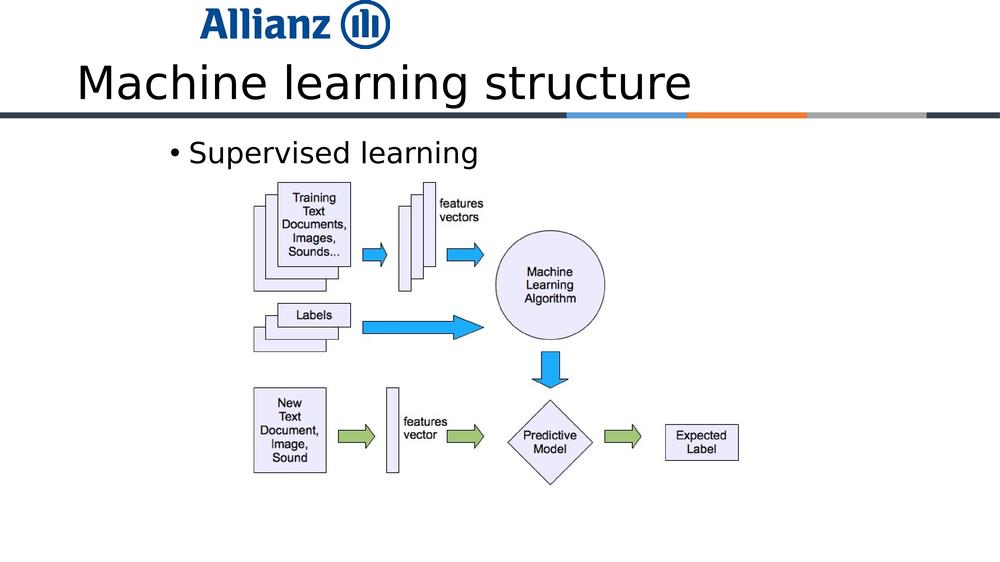 Allianz
Machine learning structure
• Supervised learning
Training
Text
Documents,
Images,
Sounds...
features
vectors
Machine
Learning
Algorithm
Labels
New
Text
Document,
Image,
Sound
features
vector
Predictive
Model
Expected
Label